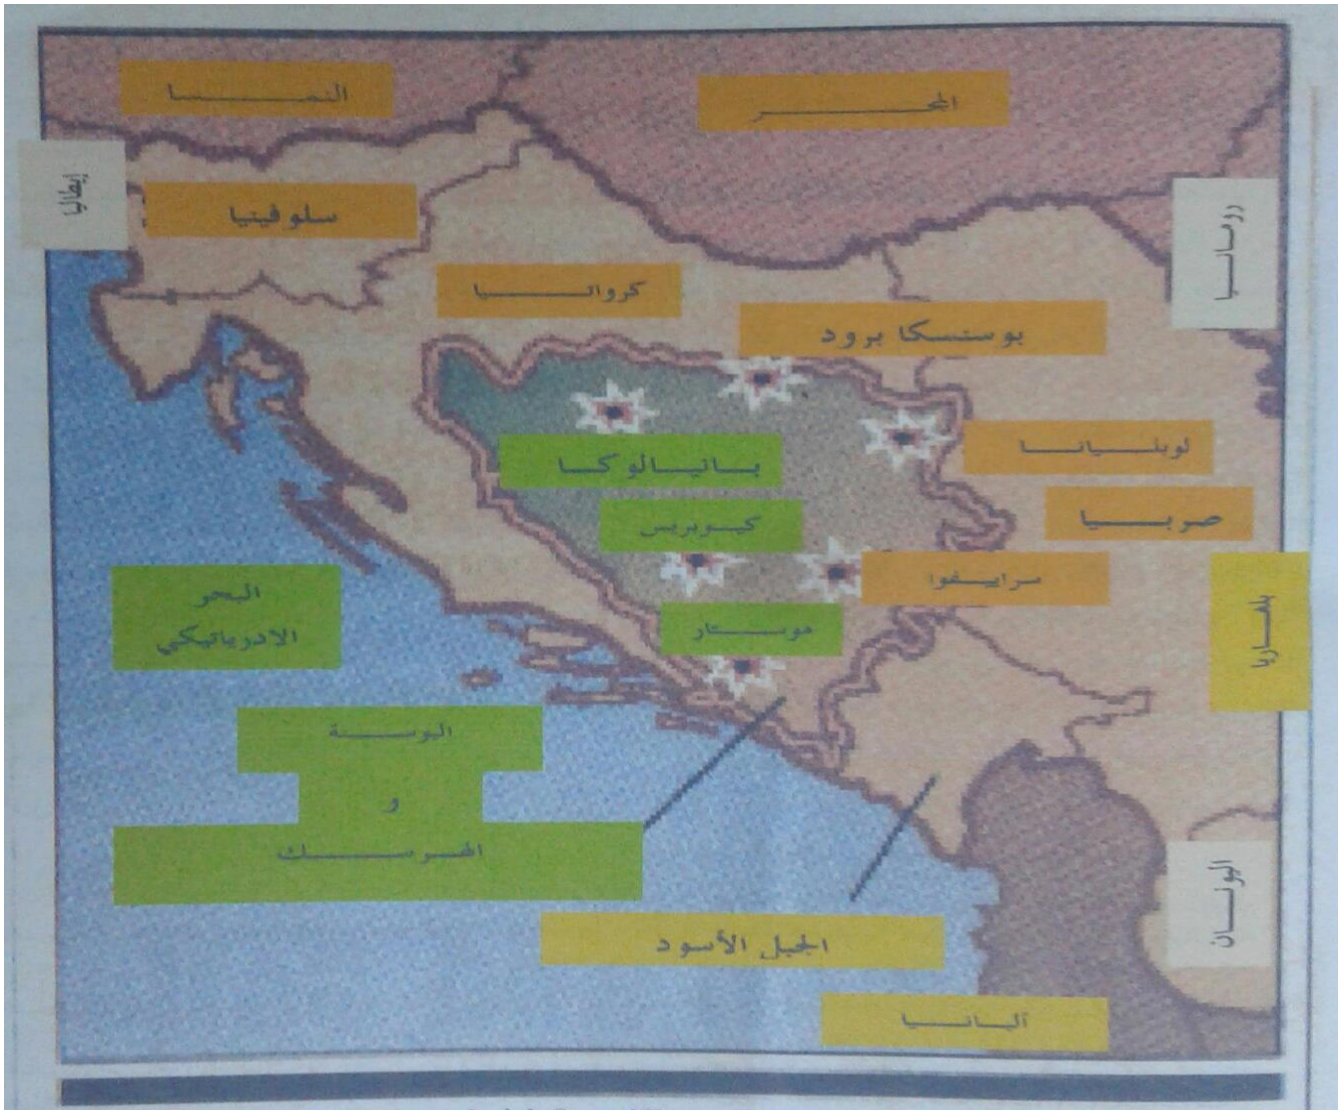 النمسا
المجر
إيطاليا
سلوفينيا
رومانيا
كرواتيا
بوسنسكا برود
لوبليانا
بانيالوكا
صربيا
كيوبريس
سراييفوا
البحر
الادرياتيكي
موستار
بلغاريا
البوسنة
و
الهرسك
اليونان
الجبل الأسود
ألبانيا